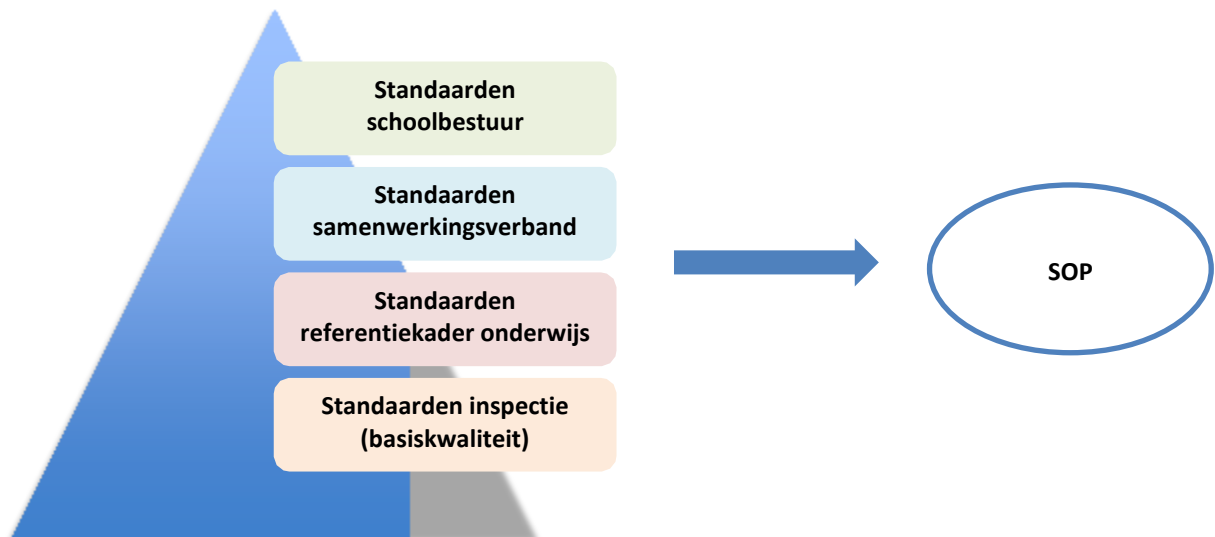 Standaarden
schoolbestuur
Standaarden
samenwerkingsverband
Standaarden
referentiekader onderwijs
Standaarden inspectie
(basiskwaliteit)
SOP